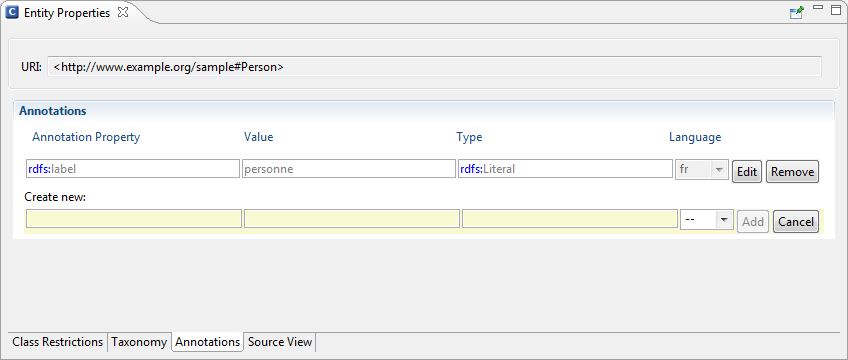 C Entity Properties
URI: <http://www.example.org/sample#Person>
Annotations
Annotation Property Value Type Language
rdfs:label personne rdfs:Literal fr Edit Remove
Create new:
-- Add Cancel
Class Restrictions Taxonomy Annotations Source View